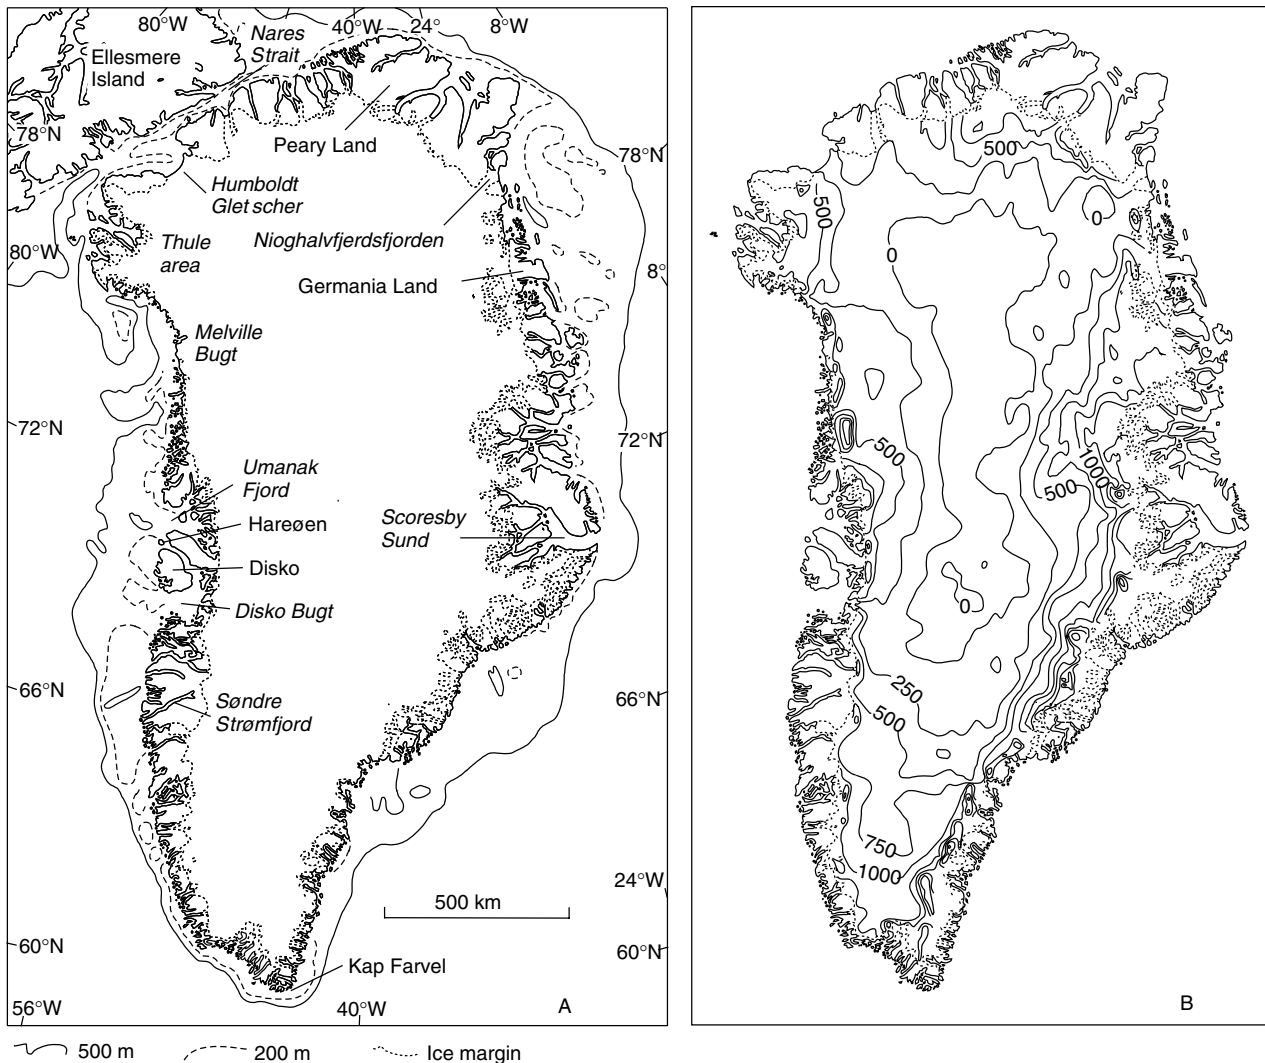 80°W
Nares
Strait
40°W
24°
8°W
Ellesmere
Island
78°N
Peary Land
78°N
Humboldt
Gletscher
Nioghalvfjerdsfjorden
Thule
area
80°W
Germania Land
8°
Melville
Bugt
72°N
72°N
Umanak
Fjord
Hareøen
Scoresby
Sund
Disko
Disko Bugt
66°N
66°N
Søndre
Strømfjord
24°W
500 km
60°N
60°N
Kap Farvel
56°W
40°W
A
500 m
200 m
Ice margin
500
500
0
0
500
1000
500
0
250
500
750
1000
B